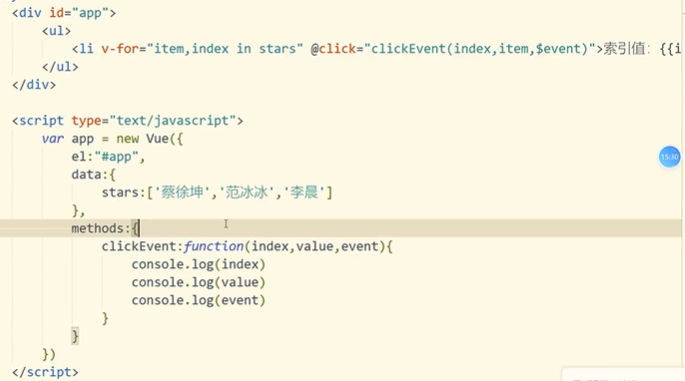 <div id="app">
<ul>
<li v-for="item,index in stars" @click="clickEvent(index,item,$event)">索引值：{{i
</ul>
</div>
<script type="text/javascript">
var app = new Vue({
el:"#app",
data:{
stars:['蔡徐坤','范冰冰','李晨']
},
methods:{
clickEvent:function(index,value,event){
console.log(index)
console.log(value)
console.log(event)
}
}
})
</script>
15:30